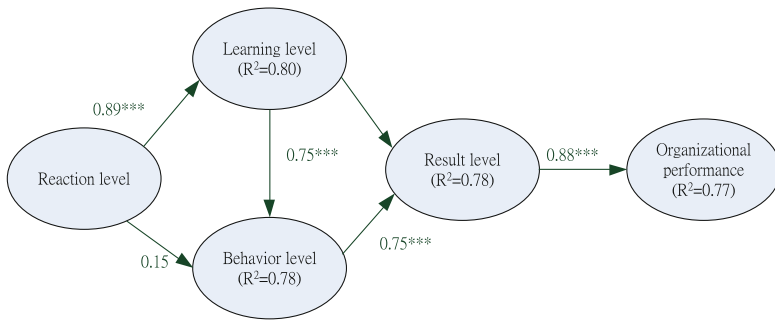 Learning level
(R²=0.80)
0.89***
Reaction level
0.75***
Result level
(R²=0.78)
0.88***
Organizational
performance
(R²=0.77)
0.15
Behavior level
(R²=0.78)
0.75***